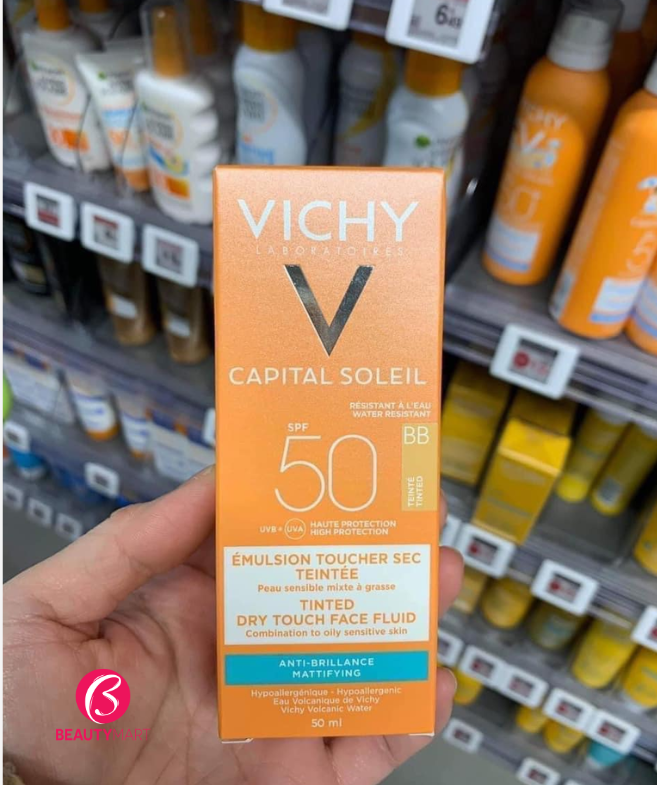 VICHY
LABORATOIRES
V
CAPITAL SOLEIL
RÉSISTANT À L'EAU
WATER RESISTANT
SPF
50
BB
TEINTÉ
TINTED
UVB + UVA
HAUTE PROTECTION
HIGH PROTECTION
ÉMULSION TOUCHER SEC
TEINTÉE
Peau sensible mixte à grasse
TINTED
DRY TOUCH FACE FLUID
Combination to oily sensitive skin
ANTI-BRILLANCE
MATTIFYING
Hypoallergénique - Hypoallergenic
Eau Volcanique de Vichy
Vichy Volcanic Water
50 ml
VICHY
B
BEAUTYMART